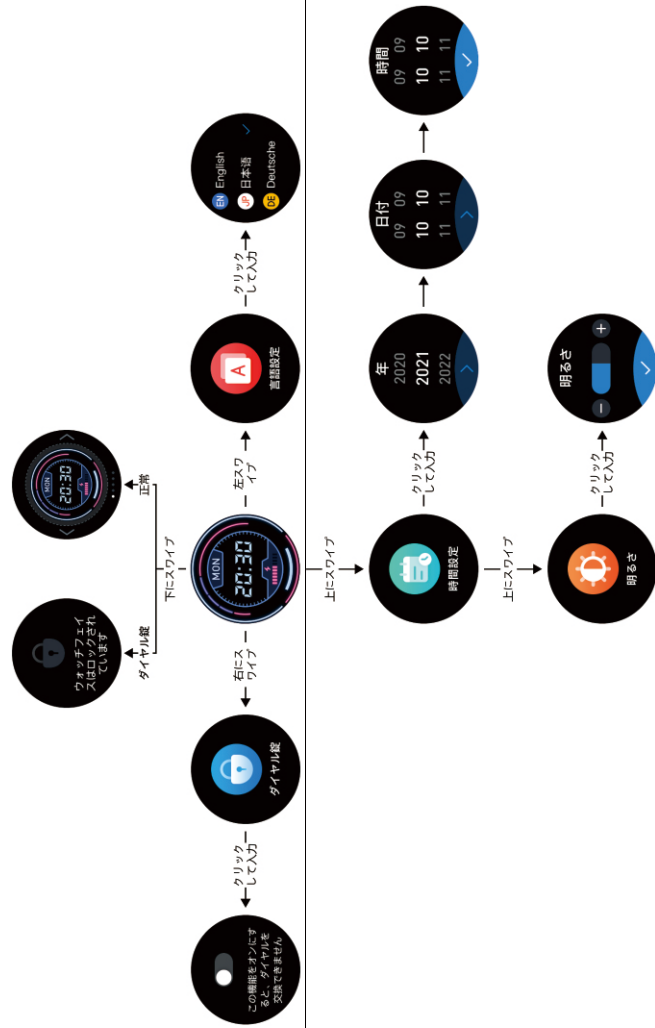 ウォッチフェイ
スはロックされ
ています
MON
20:30
ダイヤル錠
正常
下にスワイプ
この機能をオンにす
ると、ダイヤルを
交換できません
クリック
して入力
ダイヤル錠
右にス
ワイプ
MON
20:30
左スワ
イプ
A
言語設定
クリック
して入力
EN English
JP 日本语
DE Deutsche
上にスワイプ
時間設定
クリック
して入力
年
2020
2021
2022
日付
09 09
10 10
11 11
時間
09 09
10 10
11 11
上にスワイプ
明るさ
クリック
して入力
明るさ